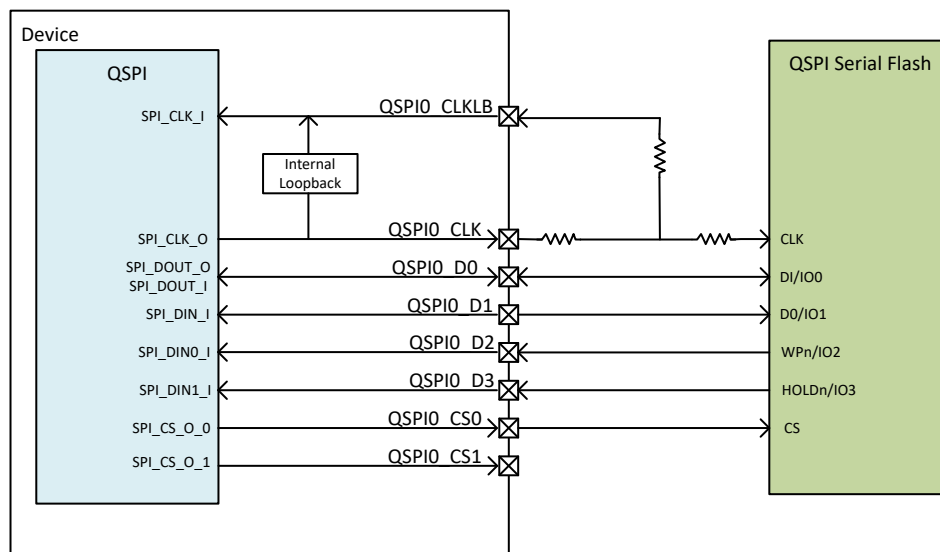 Device
QSPI
QSPI Serial Flash
SPI_CLK_I
QSPI0_CLKLB
Internal
Loopback
SPI_CLK_O
QSPI0_CLK
CLK
SPI_DOUT_O
SPI_DOUT_I
QSPI0_D0
DI/IO0
SPI_DIN_I
QSPI0_D1
D0/IO1
SPI_DIN0_I
QSPI0_D2
WPn/IO2
SPI_DIN1_I
QSPI0_D3
HOLDn/IO3
SPI_CS_O_0
QSPI0_CS0
CS
SPI_CS_O_1
QSPI0_CS1